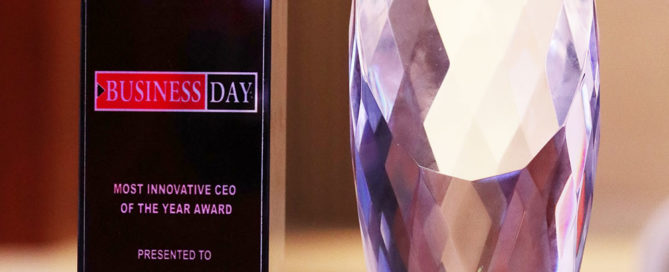 BUSINESS DAY
MOST INNOVATIVE CEO
OF THE YEAR AWARD
PRESENTED TO